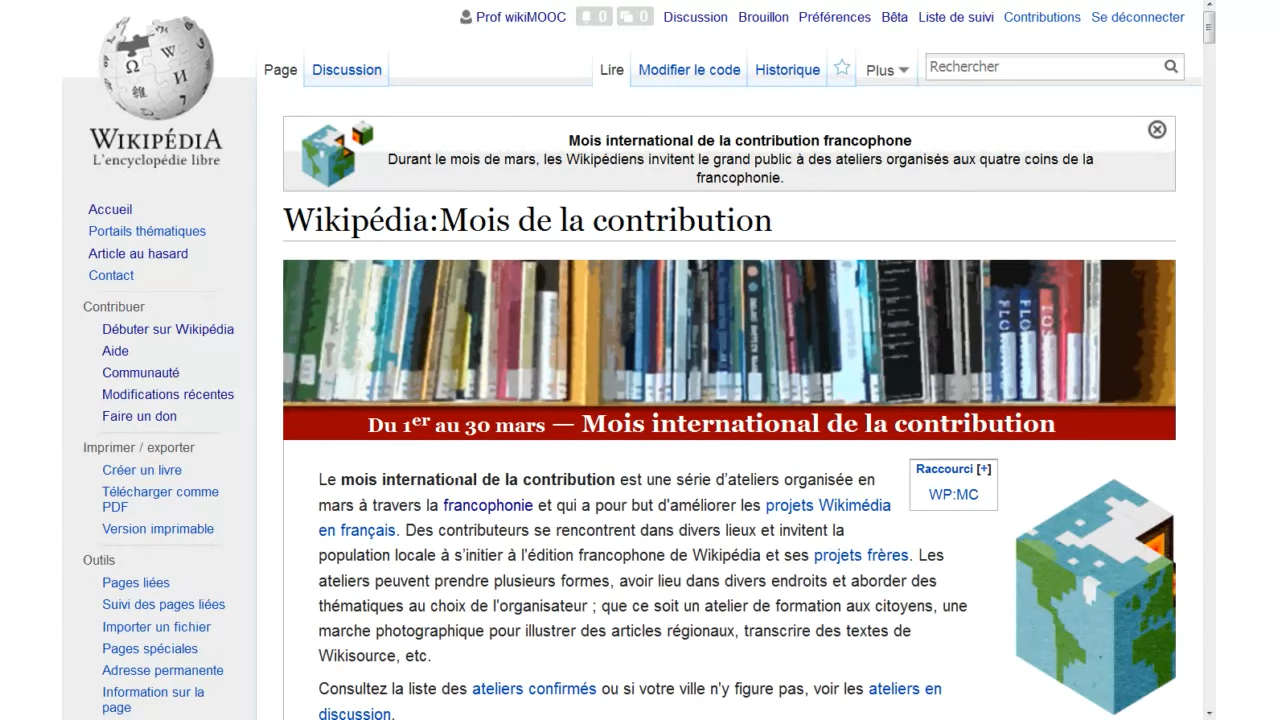 Prof wikiMOOC 0 0 Discussion Brouillon Préférences Bêta Liste de suivi Contributions Se déconnecter
Page Discussion Lire Modifier le code Historique Plus Rechercher
WIKIPÉDIA
L'encyclopédie libre
Mois international de la contribution francophone
Durant le mois de mars, les Wikipédiens invitent le grand public à des ateliers organisés aux quatre coins de la
francophonie.
Wikipédia:Mois de la contribution
Du 1er au 30 mars — Mois international de la contribution
Accueil
Portails thématiques
Article au hasard
Contact
Contribuer
Débuter sur Wikipédia
Aide
Communauté
Modifications récentes
Faire un don
Imprimer / exporter
Créer un livre
Télécharger comme
PDF
Version imprimable
Outils
Pages liées
Suivi des pages liées
Importer un fichier
Pages spéciales
Adresse permanente
Information sur la
page
Raccourci [+]
WP:MC
Le mois international de la contribution est une série d'ateliers organisée en
mars à travers la francophonie et qui a pour but d'améliorer les projets Wikimédia
en français. Des contributeurs se rencontrent dans divers lieux et invitent la
population locale à s'initier à l'édition francophone de Wikipédia et ses projets frères. Les
ateliers peuvent prendre plusieurs formes, avoir lieu dans divers endroits et aborder des
thématiques au choix de l'organisateur ; que ce soit un atelier de formation aux citoyens, une
marche photographique pour illustrer des articles régionaux, transcrire des textes de
Wikisource, etc.
Consultez la liste des ateliers confirmés ou si votre ville n'y figure pas, voir les ateliers en
discussion.